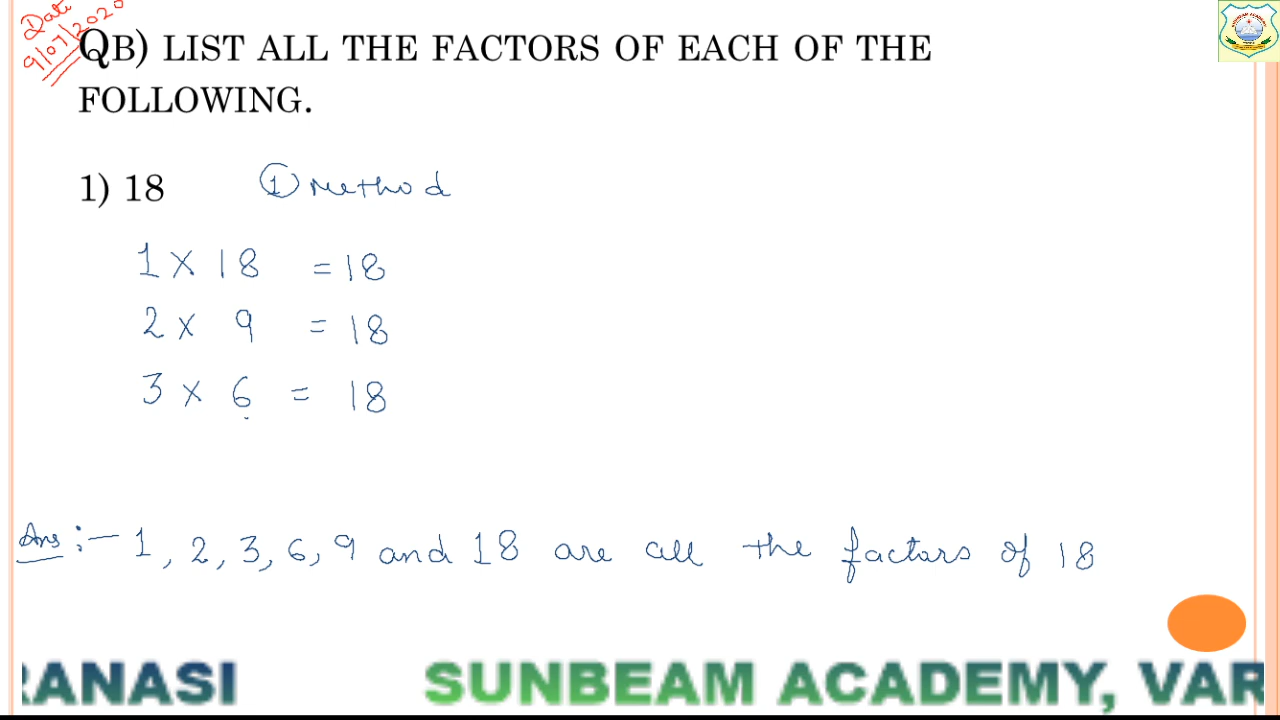 Date
9/07/2020
QB) LIST ALL THE FACTORS OF EACH OF THE
FOLLOWING.
1) 18 ① Method
1 × 18 = 18
2 × 9 = 18
3 × 6 = 18
Ans :- 1, 2, 3, 6, 9 and 18 are all the factors of 18
RANASI SUNBEAM ACADEMY, VAR